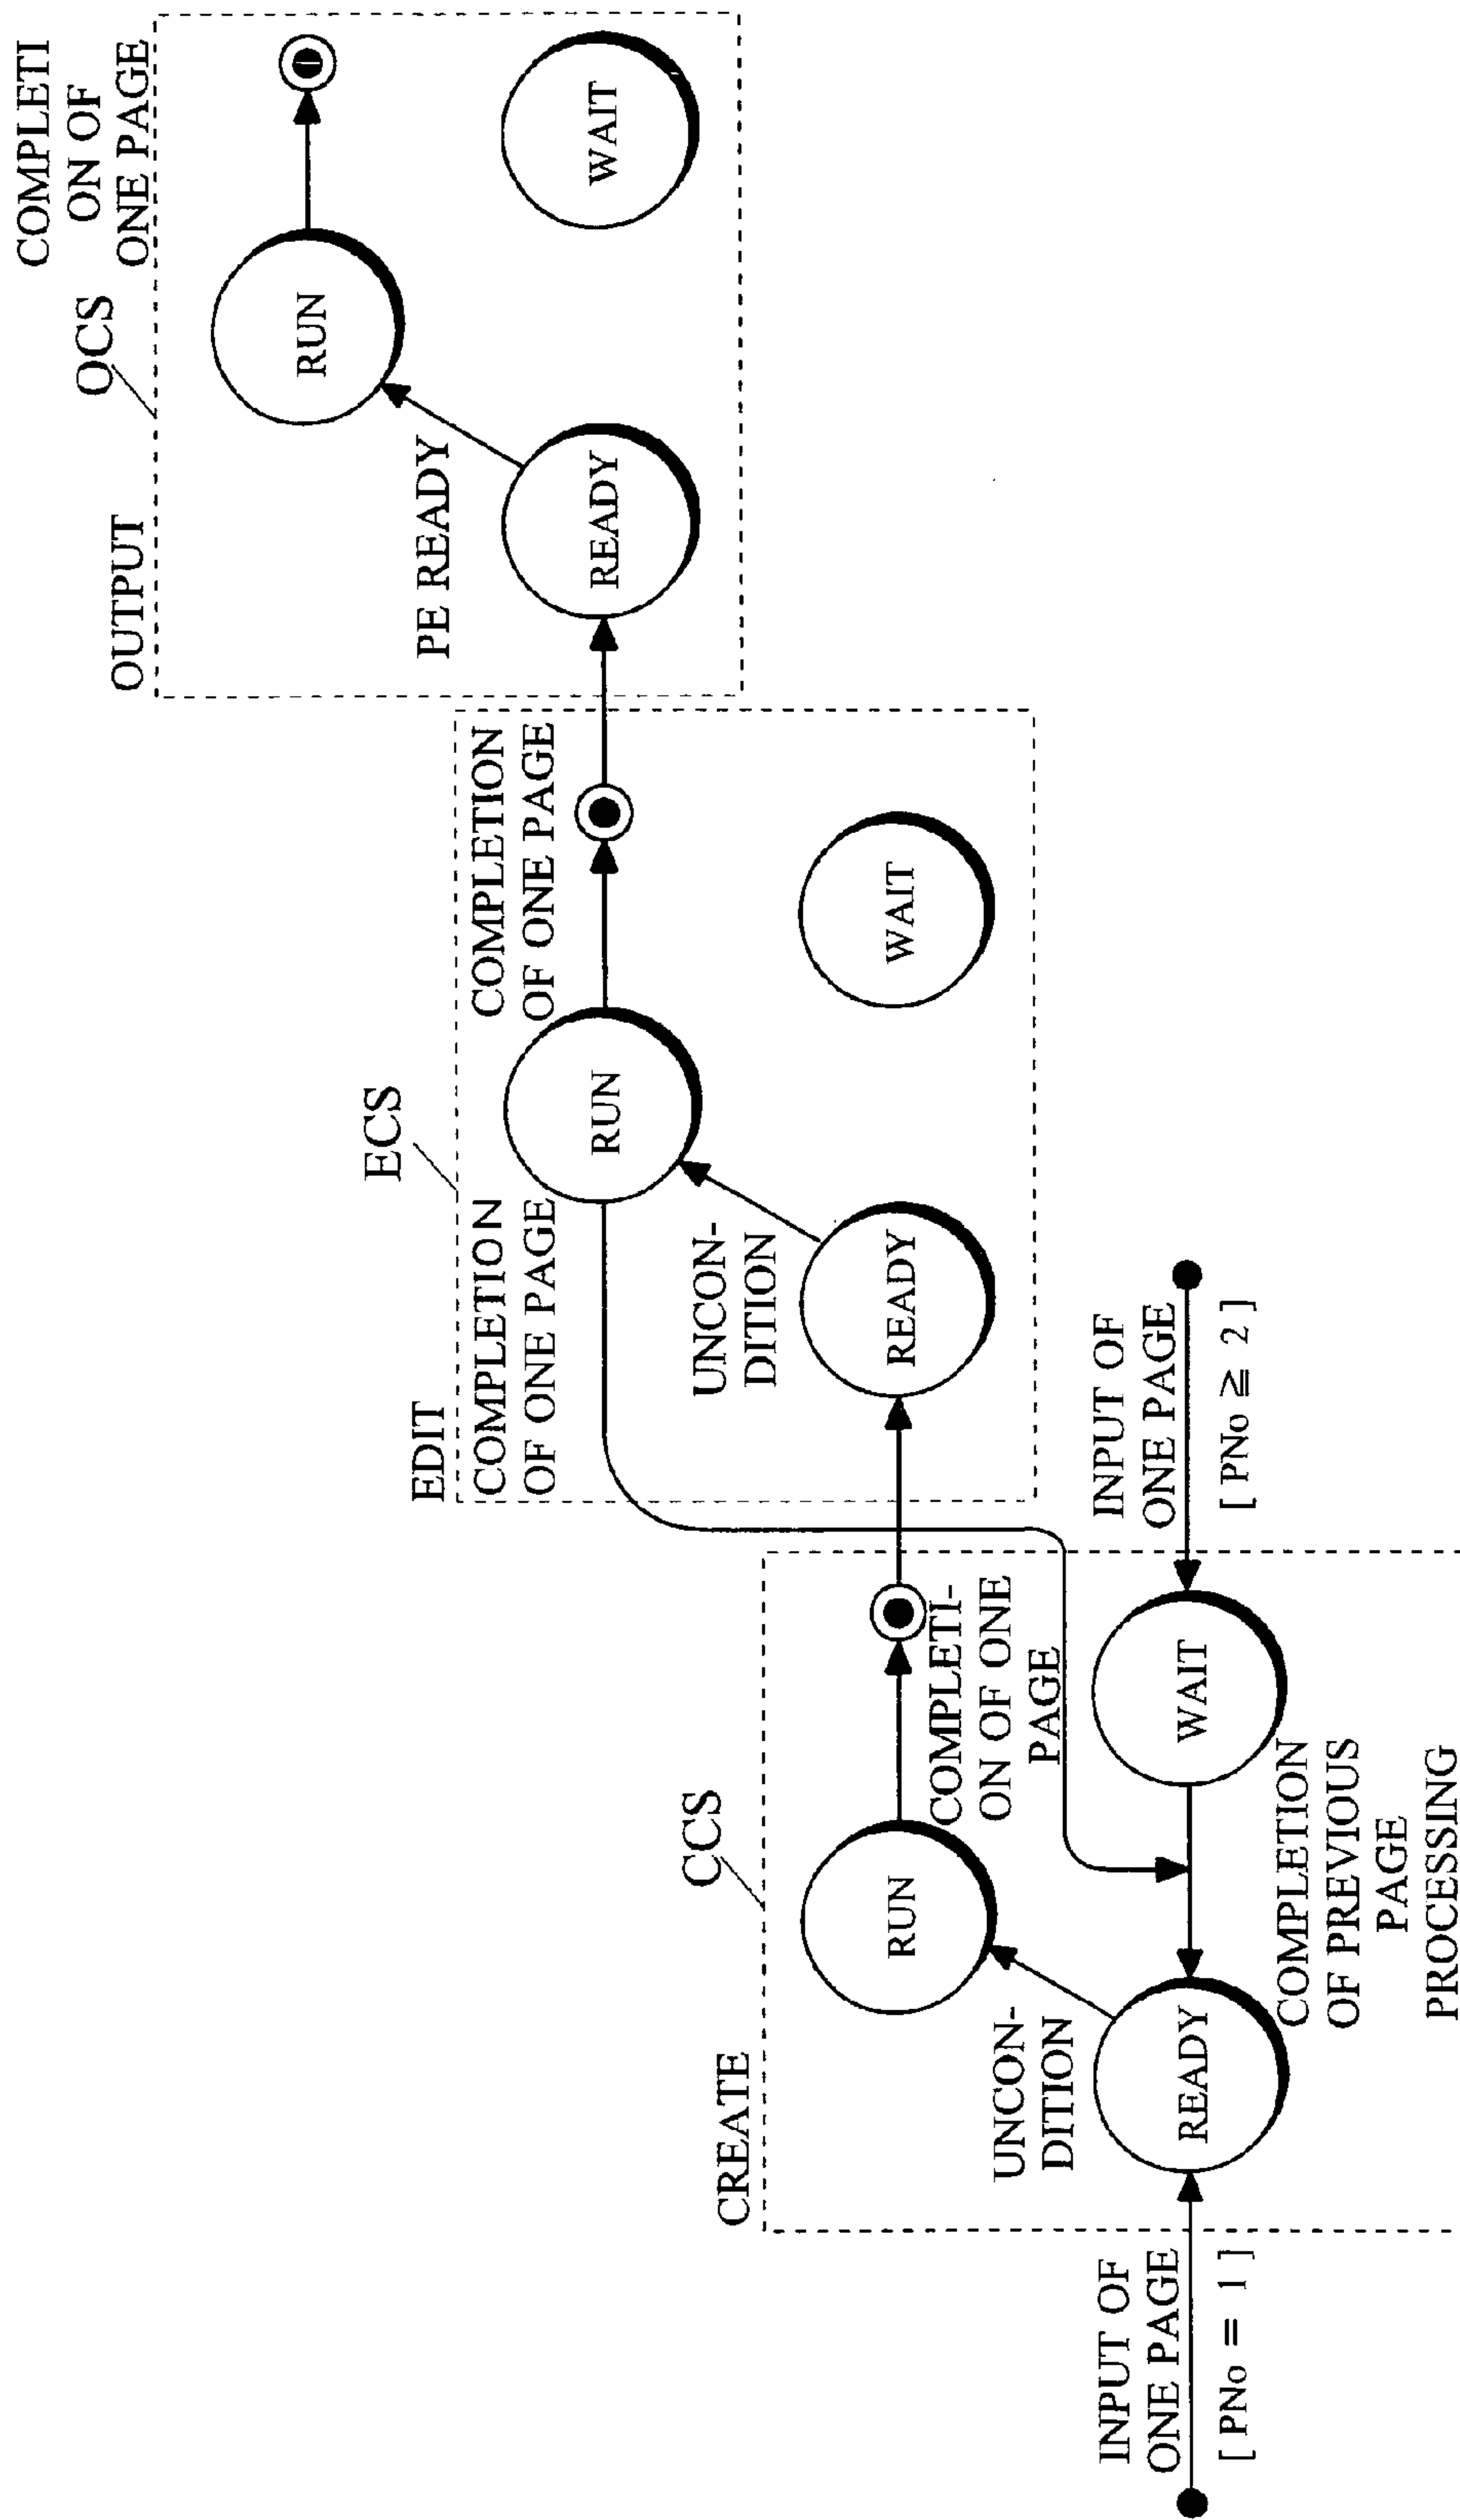 INPUT OF
ONE PAGE
[ PNo = 1 ]
CREATE
CCS
UNCON-
DITION
READY
RUN
COMPLETI-
ON OF ONE
PAGE
WAIT
COMPLETION
OF PREVIOUS
PAGE
PROCESSING
INPUT OF
ONE PAGE
[ PNo ≧ 2 ]
EDIT
ECS
COMPLETION
OF ONE PAGE
UNCON-
DITION
READY
RUN
COMPLETION
OF ONE PAGE
WAIT
OUTPUT
OCS
PE READY
READY
RUN
COMPLETI
ON OF
ONE PAGE
WAIT